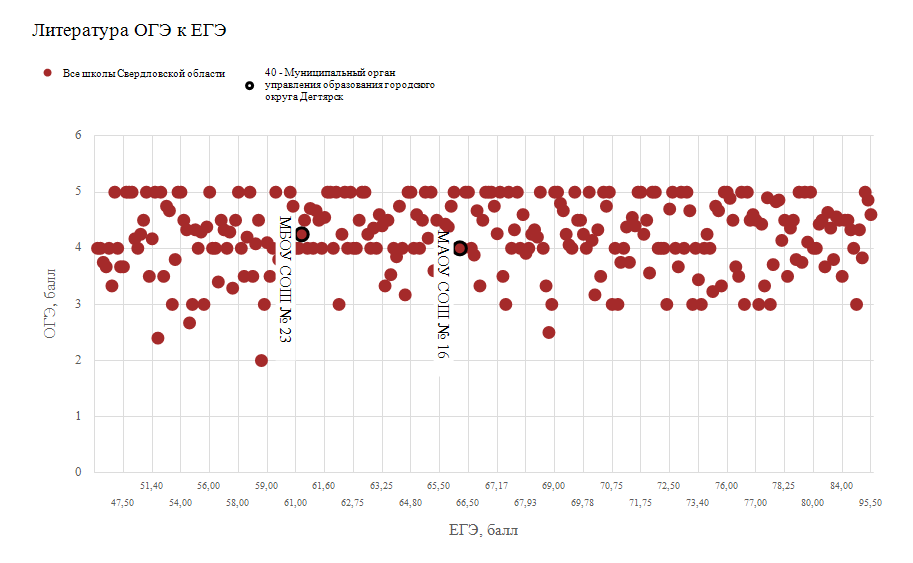 Литература ОГЭ к ЕГЭ
Все школы Свердловской области
40 - Муниципальный орган
управления образования городского
округа Дегтярск
6
5
4
3
2
1
0
ОГЭ, балл
МБОУ СОШ № 23
МАОУ СОШ № 16
51,40 56,00 59,00 61,60 63,25 65,50 67,17 69,00 70,75 72,50 76,00 78,25 84,00
47,50 54,00 58,00 61,00 62,75 64,80 66,50 67,93 69,78 71,75 73,40 77,00 80,00 95,50
ЕГЭ, балл